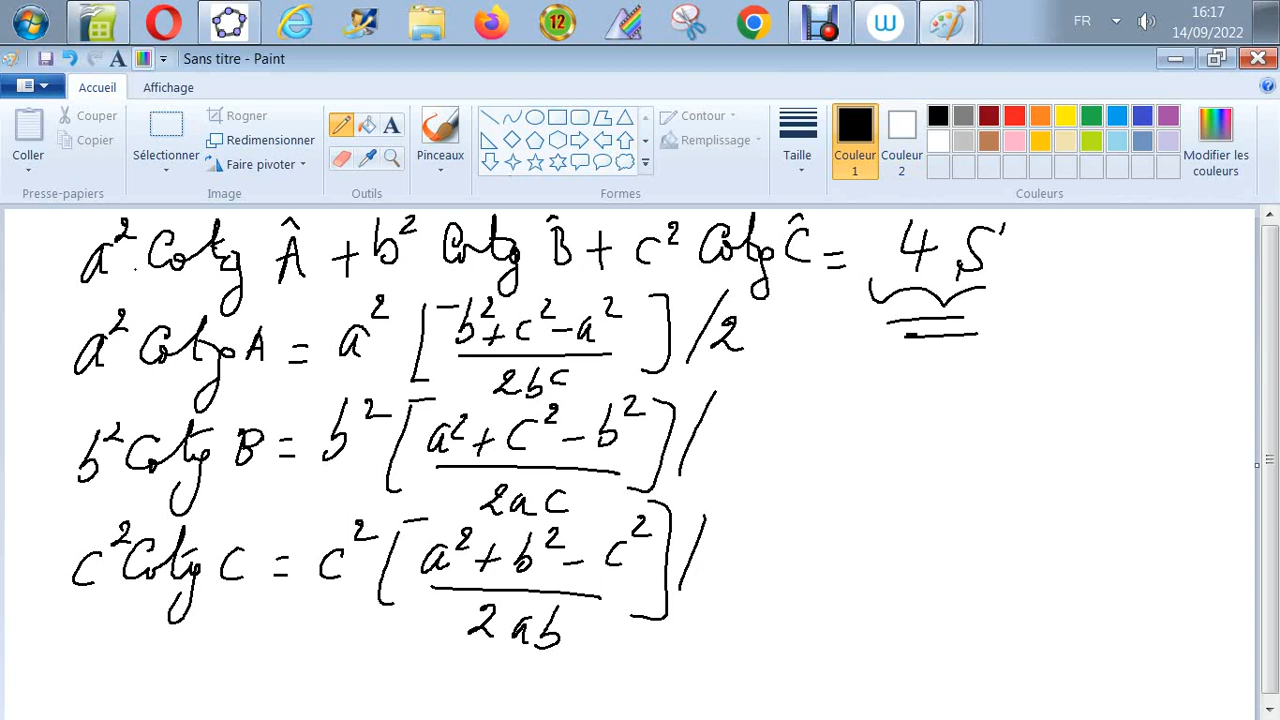 FR
16:17
14/09/2022
Sans titre - Paint
Accueil
Affichage
Coller
Couper
Copier
Presse-papiers
Sélectionner
Rogner
Redimensionner
Faire pivoter
Image
Outils
Pinceaux
Contour
Remplissage
Formes
Taille
Couleur 1
Couleur 2
Modifier les couleurs
Couleurs
12
W
a² Cotg Â + b² Cotg B̂ + c² Cotg Ĉ = 4 S
a² Cotg A = a² [ (b² + c² - a²) / 2bc ] / 2
b² Cotg B = b² [ (a² + c² - b²) / 2ac ] /
c² Cotg C = c² [ (a² + b² - c²) / 2ab ] /